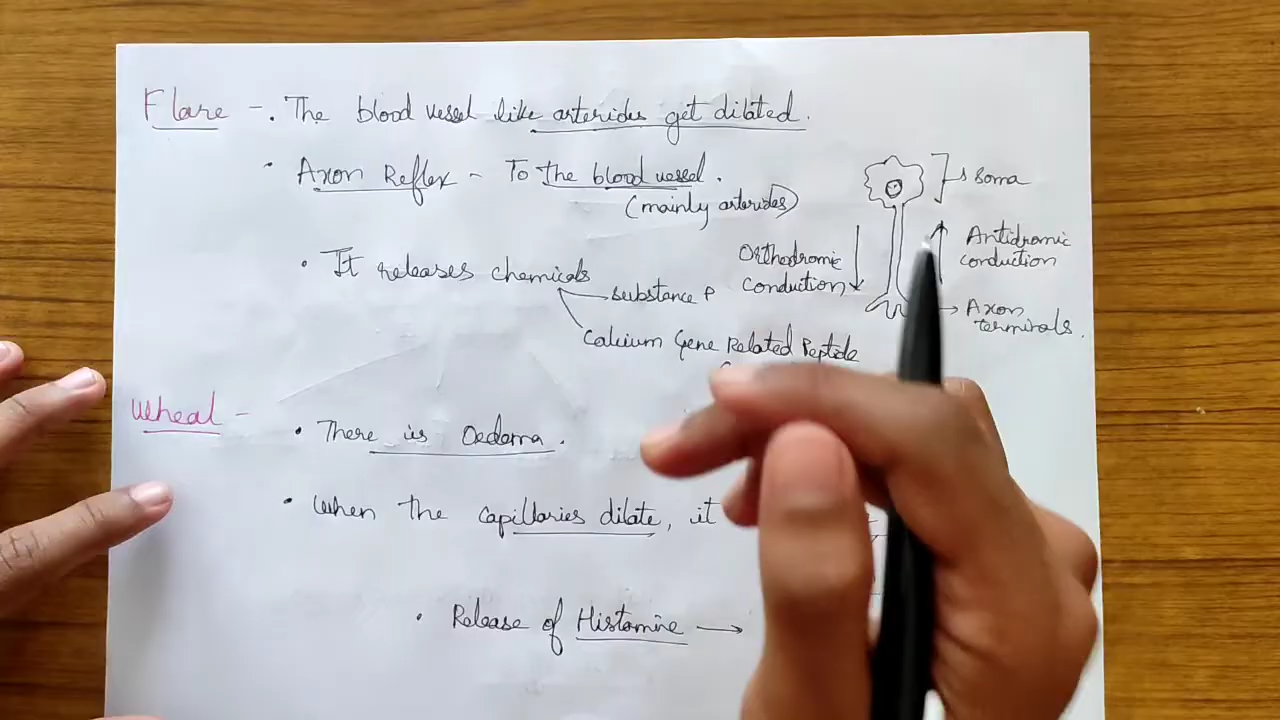 Flare - . The blood vessel like arterides get dilated.
. Axon Reflex - To the blood vessel.
(mainly arterides)
. It releases chemicals
Substance P
Calcium Gene Related Peptide
Soma
Orthodromic
conduction
Antidromic
conduction
Axon
terminals.
Wheal -
. There is Oedema.
. When the capillaries dilate, it
. Release of Histamine →